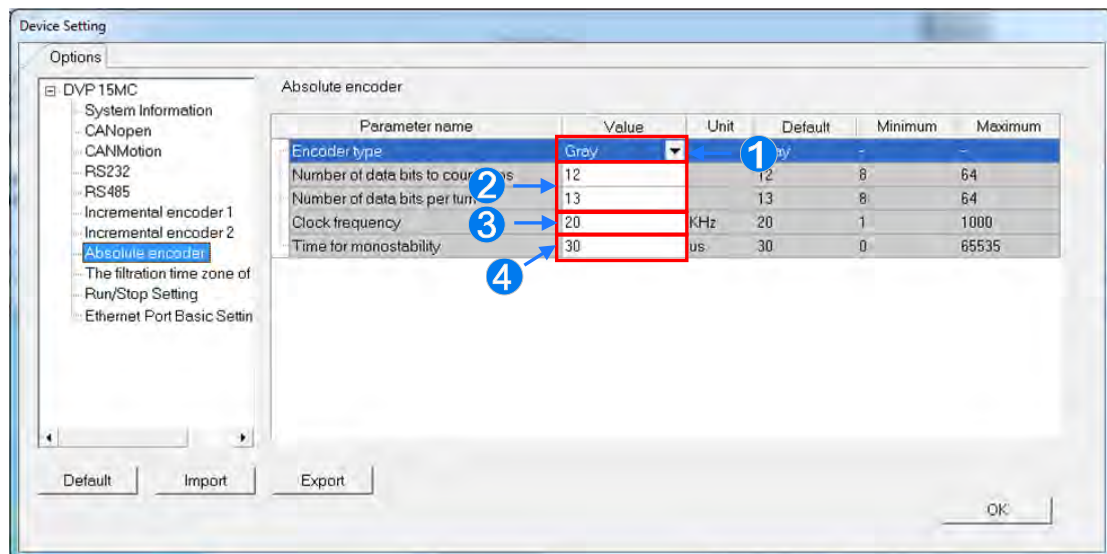 Device Setting
Options
DVP 15MC
System Information
CANopen
CANMotion
RS232
RS485
Incremental encoder 1
Incremental encoder 2
Absolute encoder
The filtration time zone of
Run/Stop Setting
Ethernet Port Basic Settin
Absolute encoder
Parameter name Value Unit Default Minimum Maximum
Encoder type Gray 1 - -
Number of data bits to 12 12 8 64
2
Number of data bits per 13 13 8 64
Clock frequency 3 20 KHz 20 1 1000
Time for monostability 30 us 30 0 65535
4
Default Import Export
OK